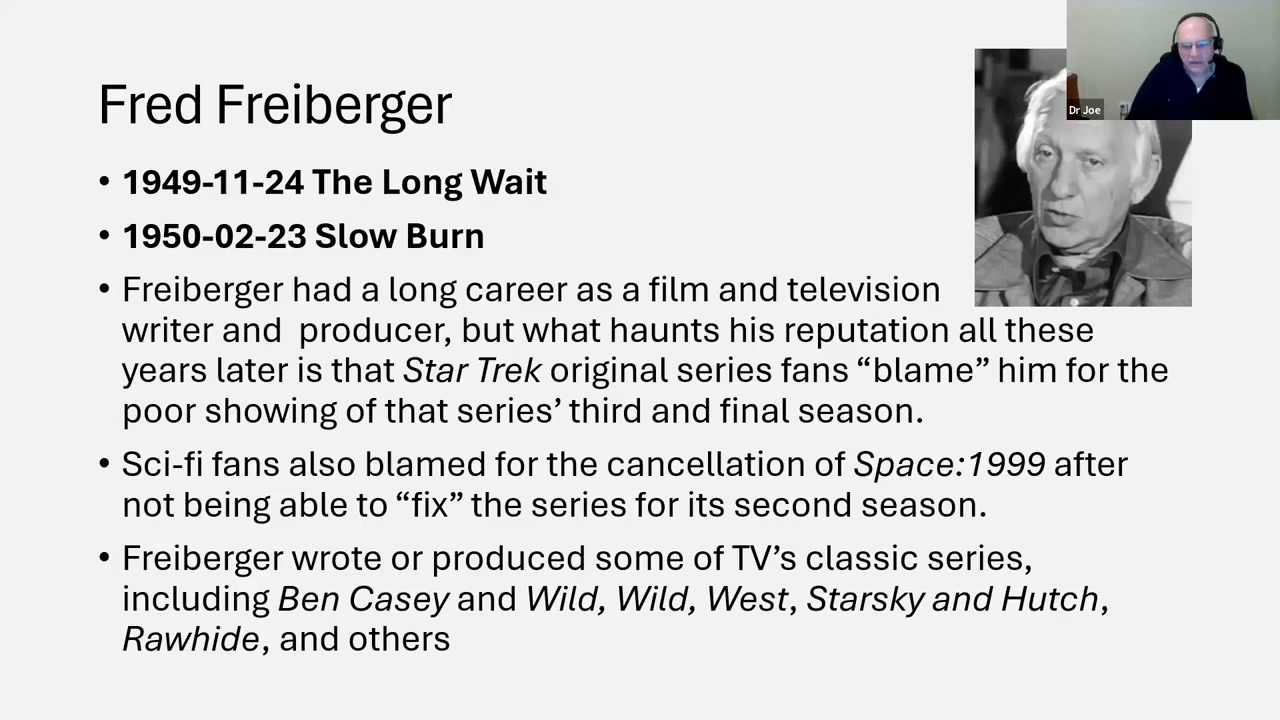 Dr Joe
Fred Freiberger
• 1949-11-24 The Long Wait
• 1950-02-23 Slow Burn
• Freiberger had a long career as a film and television
writer and  producer, but what haunts his reputation all these
years later is that Star Trek original series fans “blame” him for the
poor showing of that series’ third and final season.
• Sci-fi fans also blamed for the cancellation of Space:1999 after
not being able to “fix” the series for its second season.
• Freiberger wrote or produced some of TV’s classic series,
including Ben Casey and Wild, Wild, West, Starsky and Hutch,
Rawhide, and others